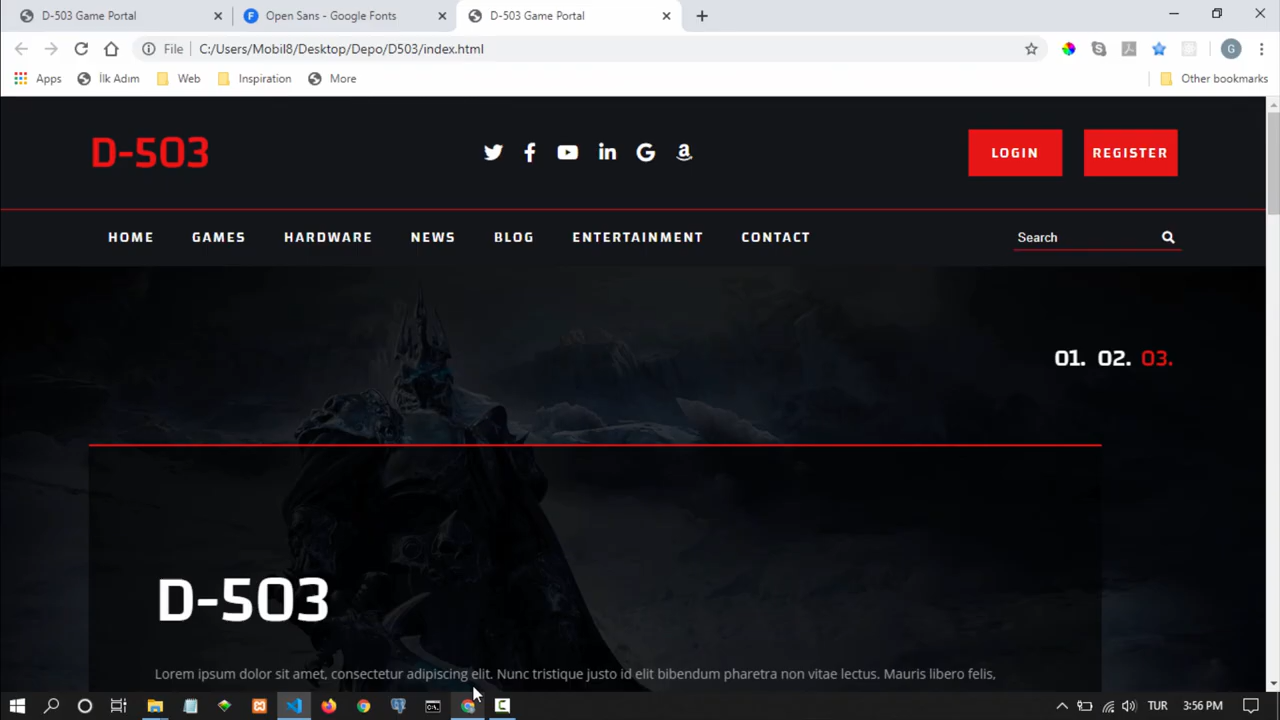 D-503 Game Portal
Open Sans - Google Fonts
D-503 Game Portal
File
C:/Users/Mobil8/Desktop/Depo/D503/index.html
G
Apps
İlk Adım
Web
Inspiration
More
Other bookmarks
D-503
LOGIN
REGISTER
HOME
GAMES
HARDWARE
NEWS
BLOG
ENTERTAINMENT
CONTACT
Search
01. 02. 03.
D-503
Lorem ipsum dolor sit amet, consectetur adipiscing elit. Nunc tristique justo id elit bibendum pharetra non vitae lectus. Mauris libero felis,
TUR
3:56 PM